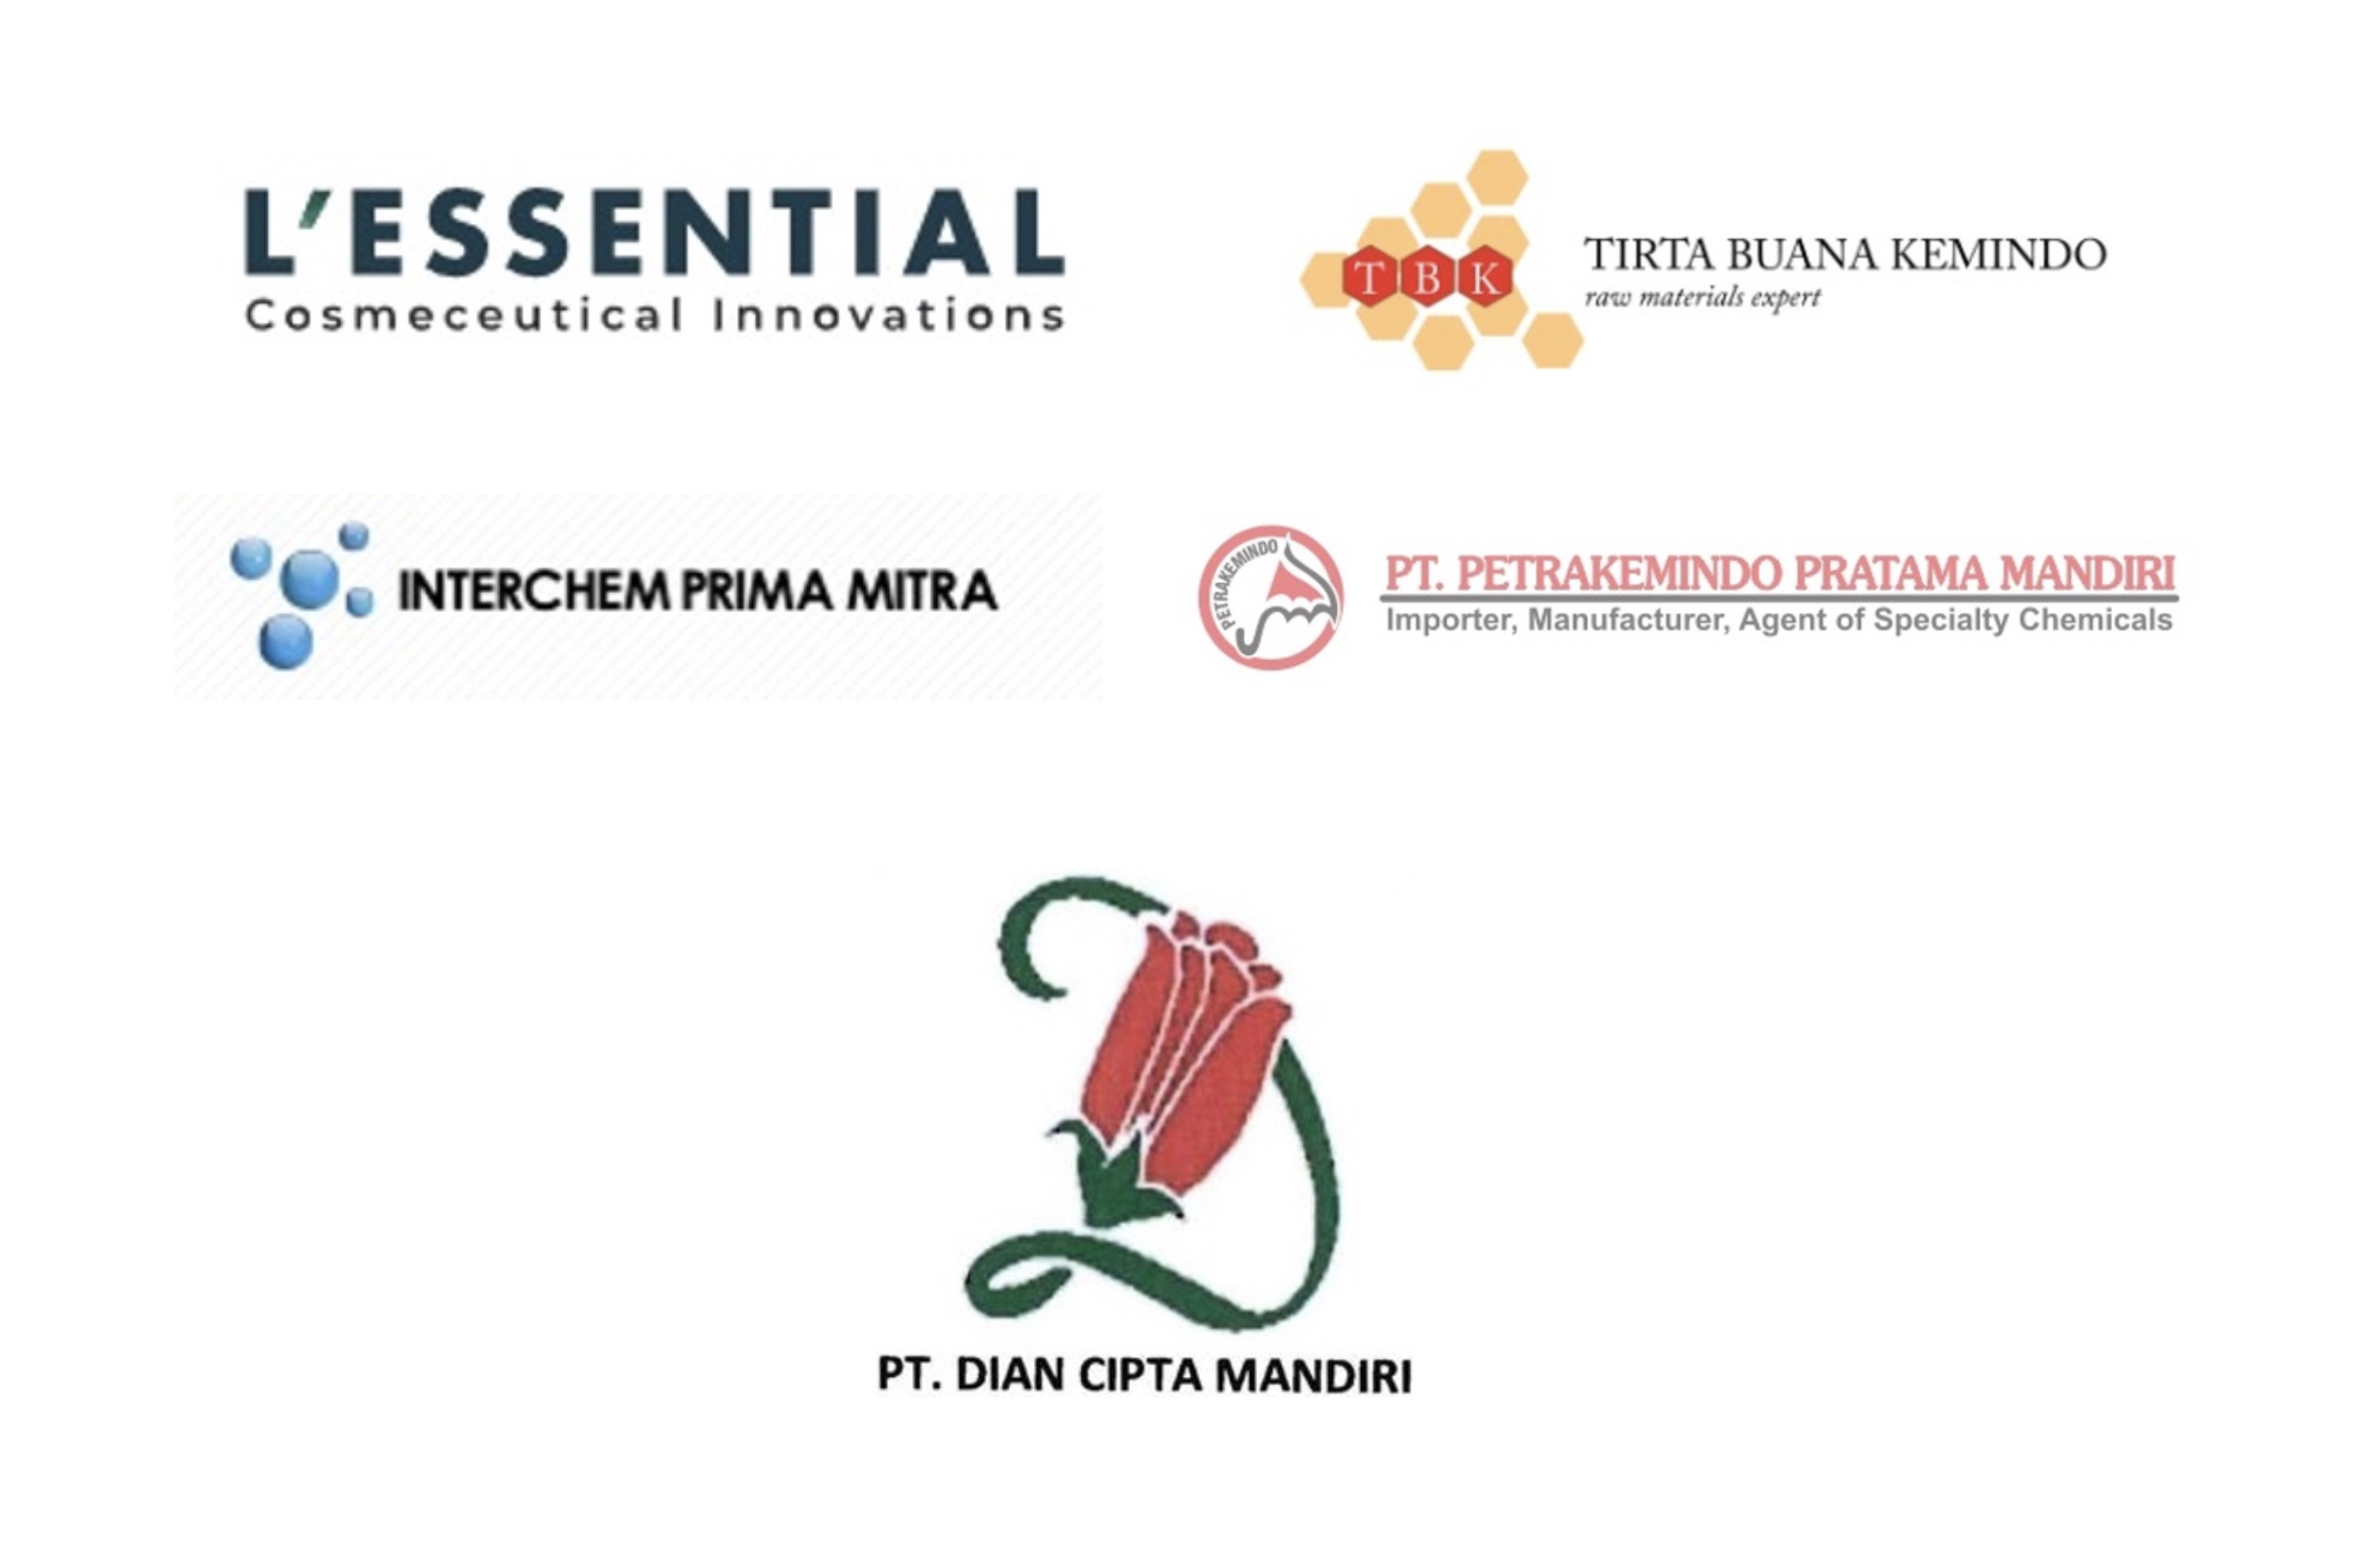 L'ESSENTIAL
Cosmeceutical Innovations
T B K
TIRTA BUANA KEMINDO
raw materials expert
INTERCHEM PRIMA MITRA
PETRAKEMINDO
PT. PETRAKEMINDO PRATAMA MANDIRI
Importer, Manufacturer, Agent of Specialty Chemicals
PT. DIAN CIPTA MANDIRI